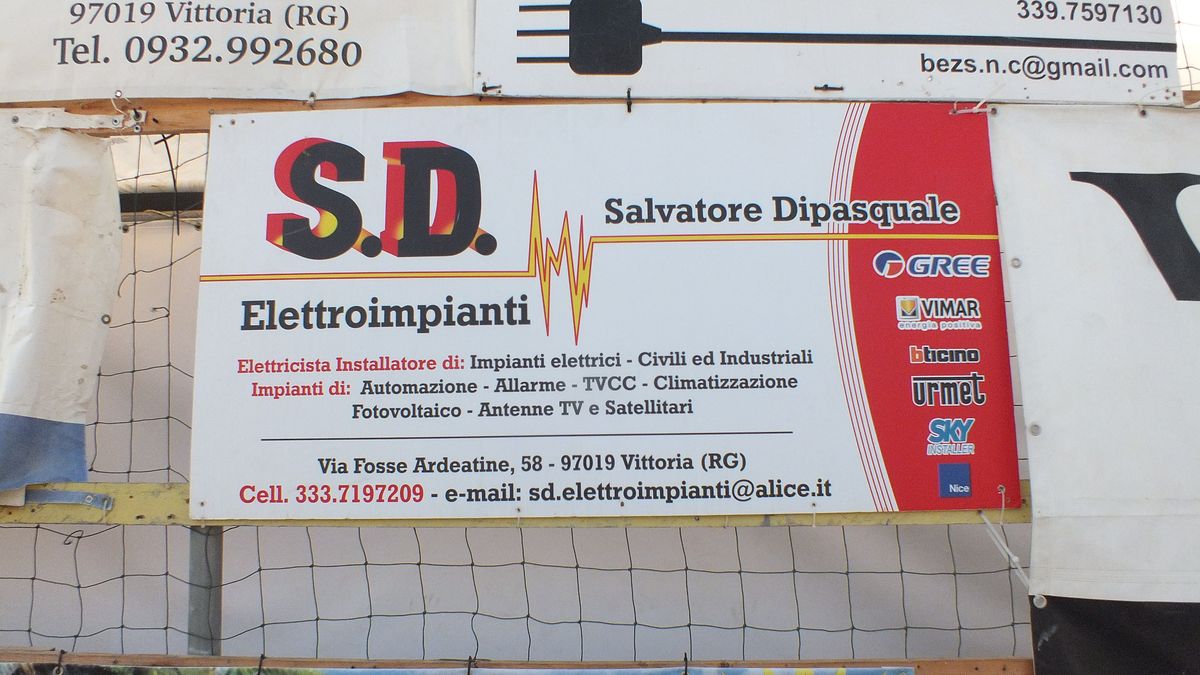 97019 Vittoria (RG)
Tel. 0932.992680
339.7597130
bezs.n.c@gmail.com
S.D.
Salvatore Dipasquale
Elettroimpianti
Elettricista Installatore di: Impianti elettrici - Civili ed Industriali
Impianti di: Automazione - Allarme - TVCC - Climatizzazione
Fotovoltaico - Antenne TV e Satellitari
Via Fosse Ardeatine, 58 - 97019 Vittoria (RG)
Cell. 333.7197209 - e-mail: sd.elettroimpianti@alice.it
GREE
VIMAR
energia positiva
bticino
urmet
SKY
INSTALLER
Nice